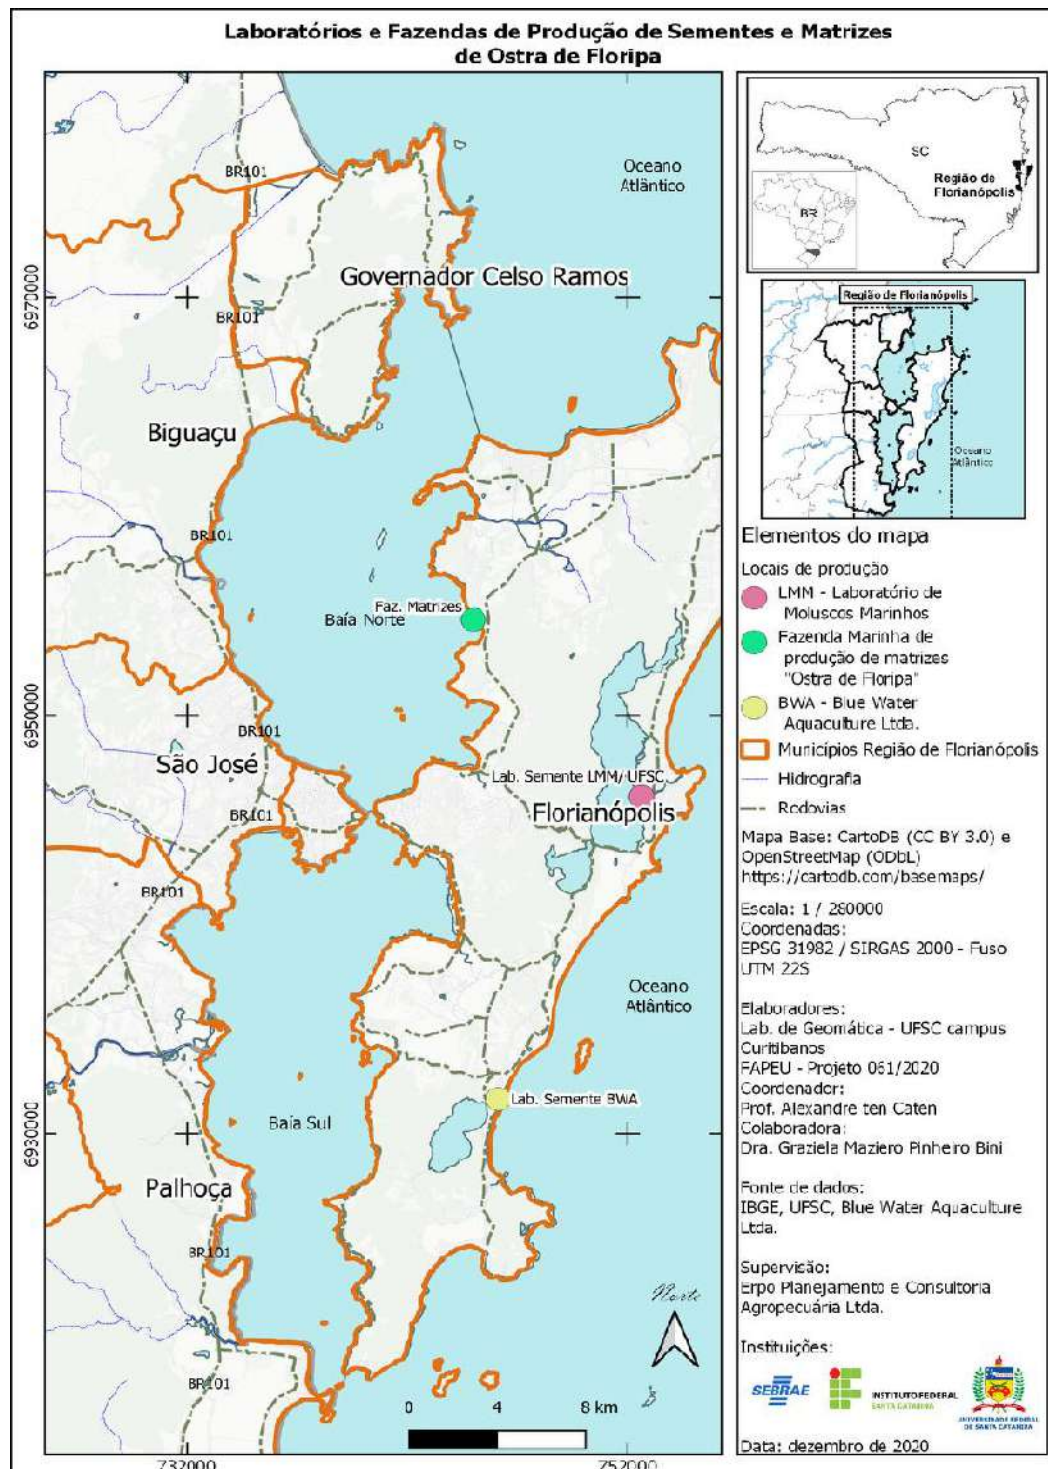 Laboratórios e Fazendas de Produção de Sementes e Matrizes
de Ostra de Floripa
Oceano
Atlântico
BR101
Governador Celso Ramos
6970000
BR101
Biguaçu
BR101
Faz. Matrizes
Baía Norte
6950000
BR101
São José
Lab. Semente LMM/UFSC
Florianópolis
BR101
BR101
Oceano
Atlântico
Lab. Semente BWA
Baía Sul
6930000
Palhoça
BR101
Norte
BR101
0 4 8 km
732000 752000
SC
Região de
Florianópolis
BR
Região de Florianópolis
Oceano
Atlântico
Elementos do mapa
Locais de produção
LMM - Laboratório de
Moluscos Marinhos
Fazenda Marinha de
produção de matrizes
"Ostra de Floripa"
BWA - Blue Water
Aquaculture Ltda.
Municípios Região de Florianópolis
Hidrografia
Rodovias
Mapa Base: CartoDB (CC BY 3.0) e
OpenStreetMap (ODbL)
https://cartodb.com/basemaps/
Escala: 1 / 280000
Coordenadas:
EPSG 31982 / SIRGAS 2000 - Fuso
UTM 22S
Elaboradores:
Lab. de Geomática - UFSC campus
Curitibanos
FAPEU - Projeto 061/2020
Coordenador:
Prof. Alexandre ten Caten
Colaboradora:
Dra. Graziela Maziero Pinheiro Bini
Fonte de dados:
IBGE, UFSC, Blue Water Aquaculture
Ltda.
Supervisão:
Erpo Planejamento e Consultoria
Agropecuária Ltda.
Instituições:
SEBRAE
INSTITUTO FEDERAL
SANTA CATARINA
UNIVERSIDADE FEDERAL
DE SANTA CATARINA
Data: dezembro de 2020